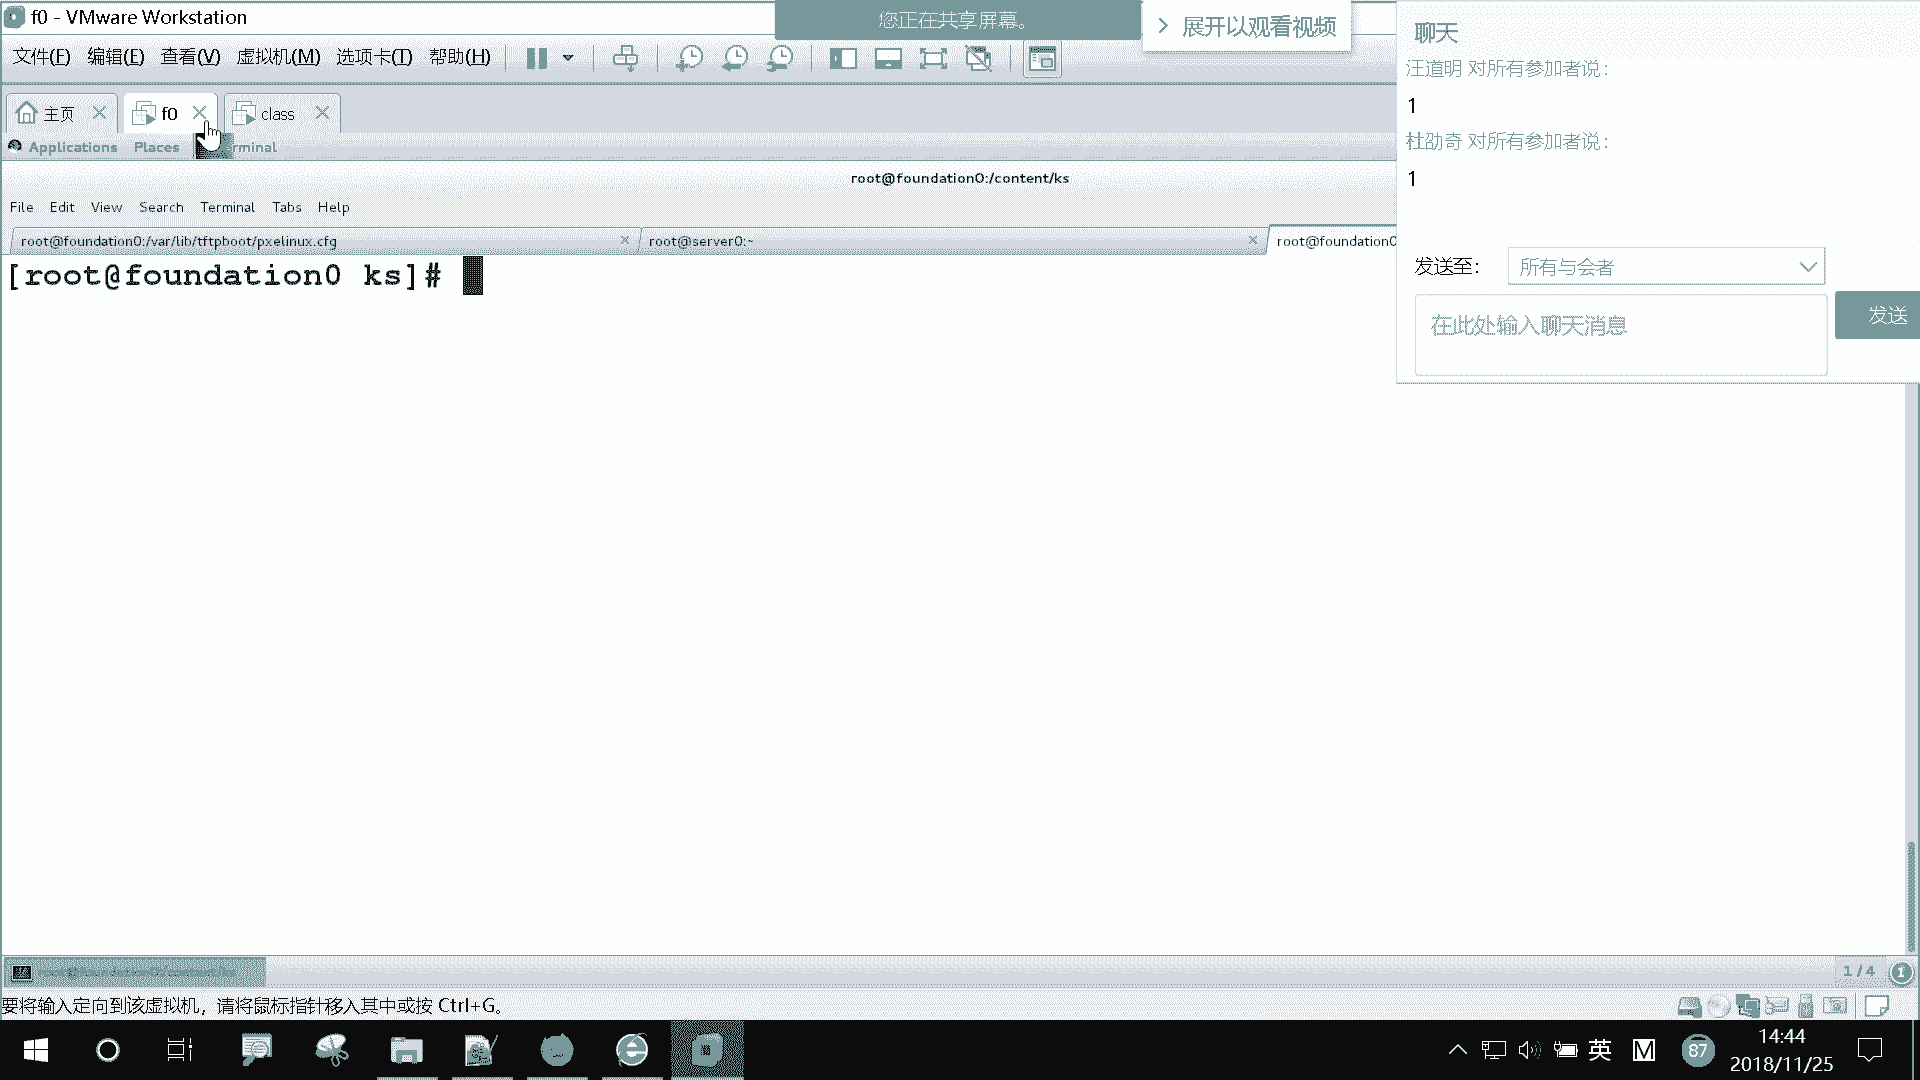 f0 - VMware Workstation
您正在共享屏幕。
展开以观看视频
文件(F) 编辑(E) 查看(V) 虚拟机(M) 选项卡(T) 帮助(H)
主页 f0 class
Applications Places rminal
root@foundation0:/content/ks
File Edit View Search Terminal Tabs Help
root@foundation0:/var/lib/tftpboot/pxelinux.cfg
root@server0:~
root@foundation0
[root@foundation0 ks]#
聊天
汪道明 对所有参加者说：
1
杜劭奇 对所有参加者说：
1
发送至：
所有与会者
在此处输入聊天消息
发送
1 / 4
要将输入定向到该虚拟机，请将鼠标指针移入其中或按 Ctrl+G。
英
M
87
14:44
2018/11/25